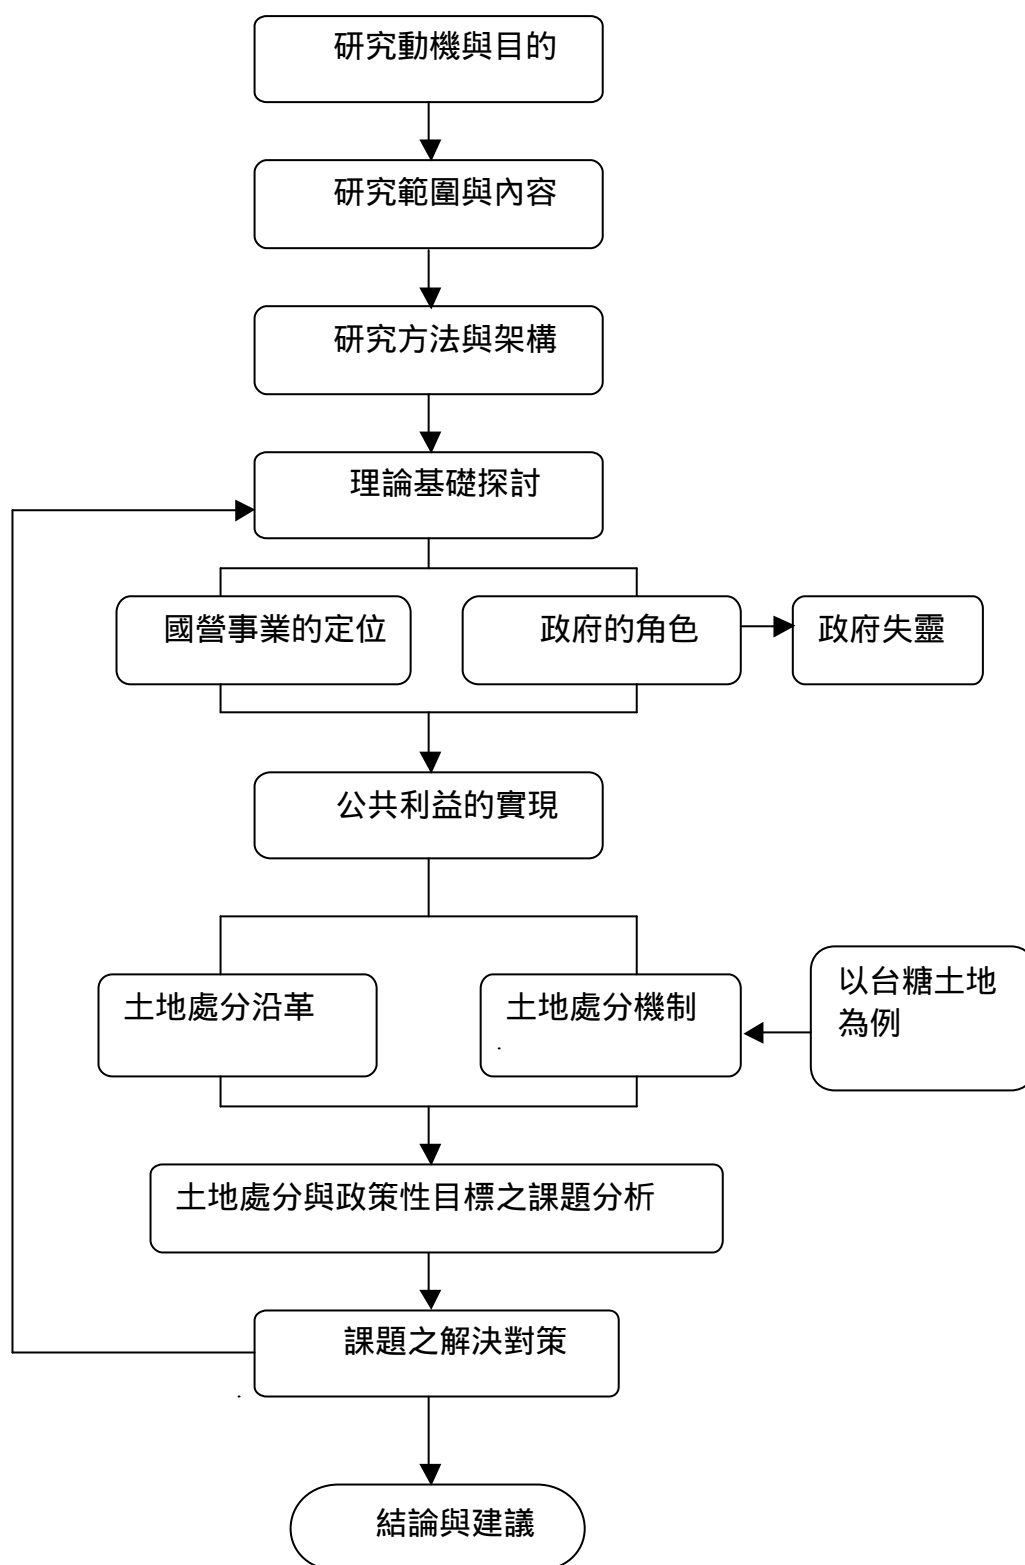 研究動機與目的
研究範圍與內容
研究方法與架構
理論基礎探討
國營事業的定位
政府的角色
政府失靈
公共利益的實現
土地處分沿革
土地處分機制
以台糖土地
為例
土地處分與政策性目標之課題分析
課題之解決對策
結論與建議